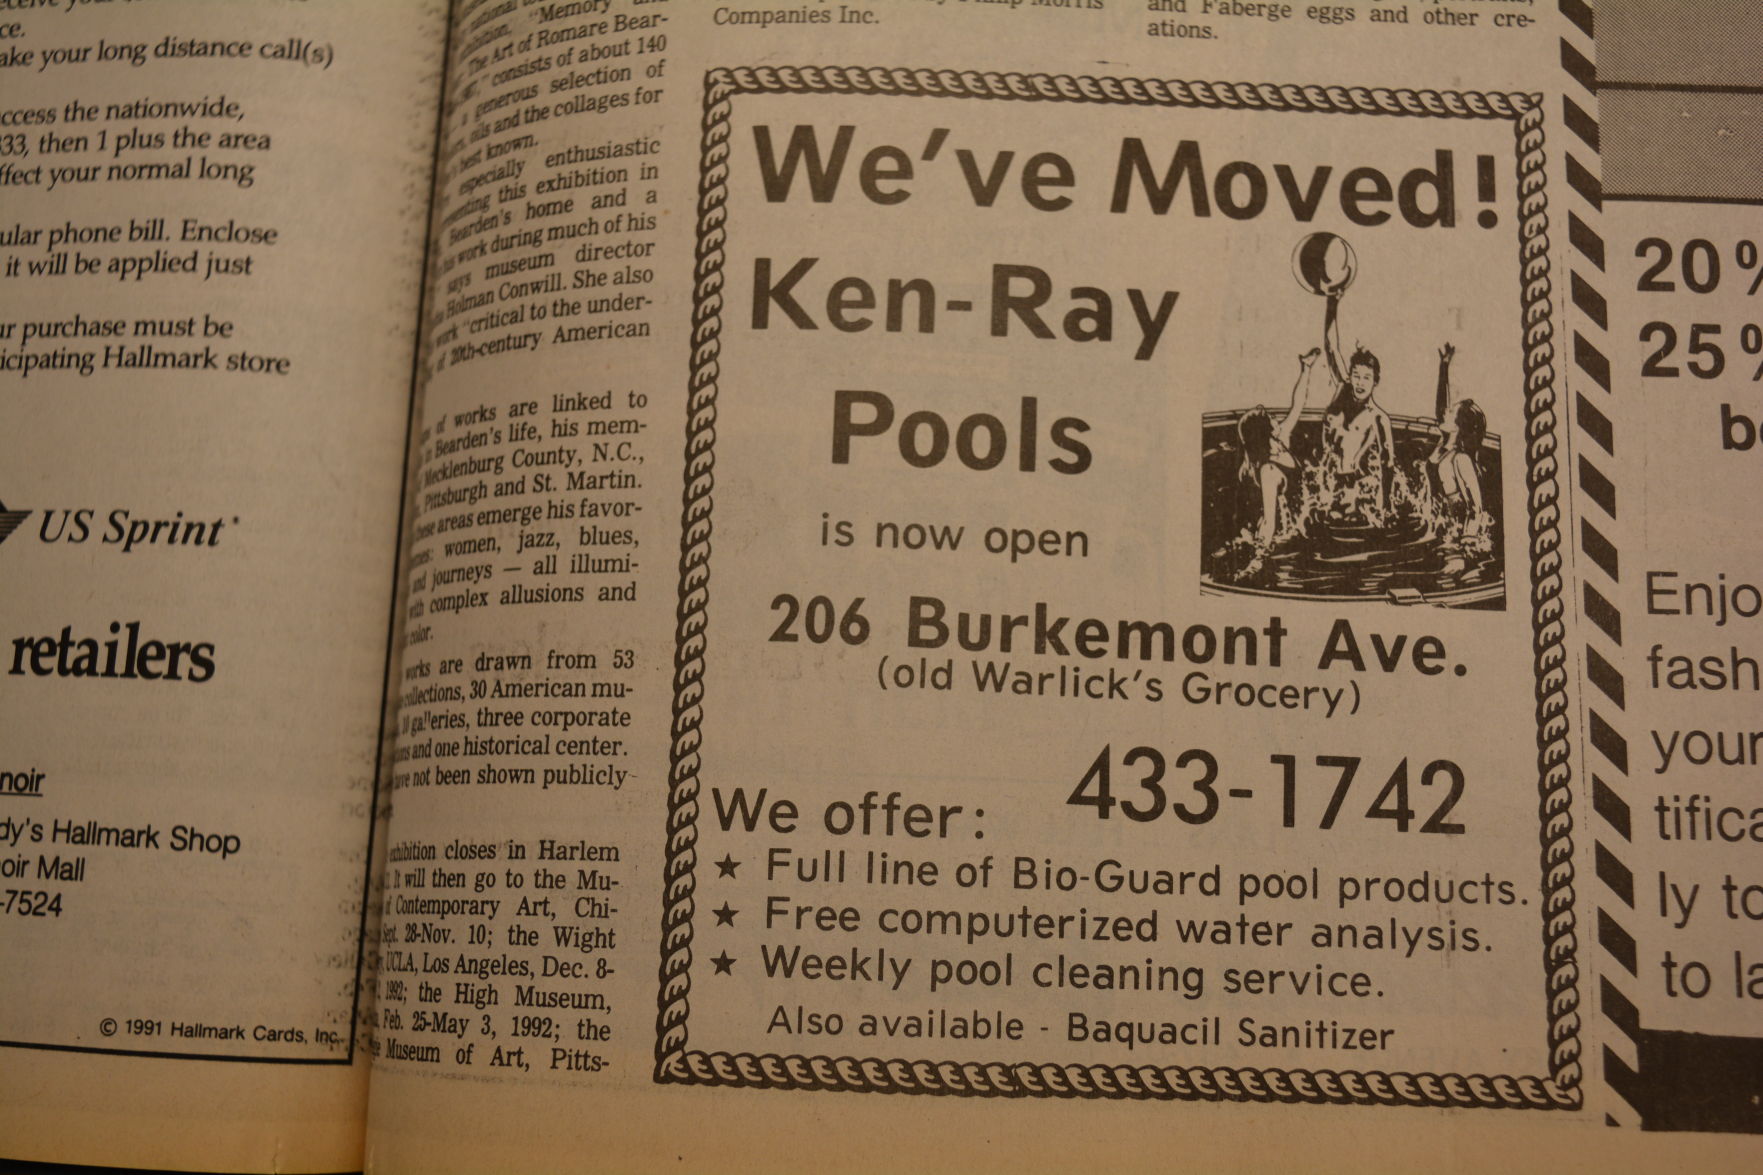 ce.
ake your long distance call(s)
ccess the nationwide,
333, then 1 plus the area
ffect your normal long
ular phone bill. Enclose
it will be applied just
ur purchase must be
icipating Hallmark store
US Sprint
retailers
noir
dy's Hallmark Shop
oir Mall
-7524
© 1991 Hallmark Cards, Inc.
"Memory and
The Art of Romare Bear-
consists of about 140
generous selection of
oils and the collages for
best known.
especially enthusiastic
this exhibition in
Bearden's home and a
work during much of his
says museum director
Holman Conwill. She also
work "critical to the under-
of 20th-century American
of works are linked to
Bearden's life, his mem-
Mecklenburg County, N.C.,
Pittsburgh and St. Martin.
these areas emerge his favor-
women, jazz, blues,
and journeys — all illumi-
with complex allusions and
color.
works are drawn from 53
collections, 30 American mu-
galleries, three corporate
and one historical center.
have not been shown publicly
exhibition closes in Harlem
It will then go to the Mu-
of Contemporary Art, Chi-
Sept. 28-Nov. 10; the Wight
UCLA, Los Angeles, Dec. 8-
1992; the High Museum,
Feb. 25-May 3, 1992; the
Museum of Art, Pitts-
Philip Morris
Companies Inc.
and Faberge eggs and other cre-
ations.
We've Moved!
Ken-Ray
Pools
is now open
206 Burkemont Ave.
(old Warlick's Grocery)
433-1742
We offer:
★ Full line of Bio-Guard pool products.
★ Free computerized water analysis.
★ Weekly pool cleaning service.
Also available - Baquacil Sanitizer
20%
25%
be
Enjo
fash
your
tifica
ly to
to la